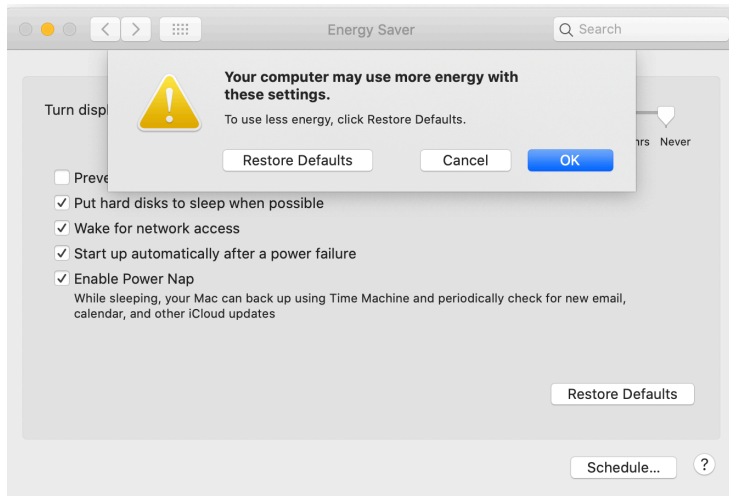 Energy Saver
Search
Your computer may use more energy with
these settings.
To use less energy, click Restore Defaults.
Restore Defaults
Cancel
OK
Turn
Never
Put hard disks to sleep when possible
Wake for network access
Start up automatically after a power failure
Enable Power Nap
While sleeping, your Mac can back up using Time Machine and periodically check for new email,
calendar, and other iCloud updates
Restore Defaults
Schedule...
?